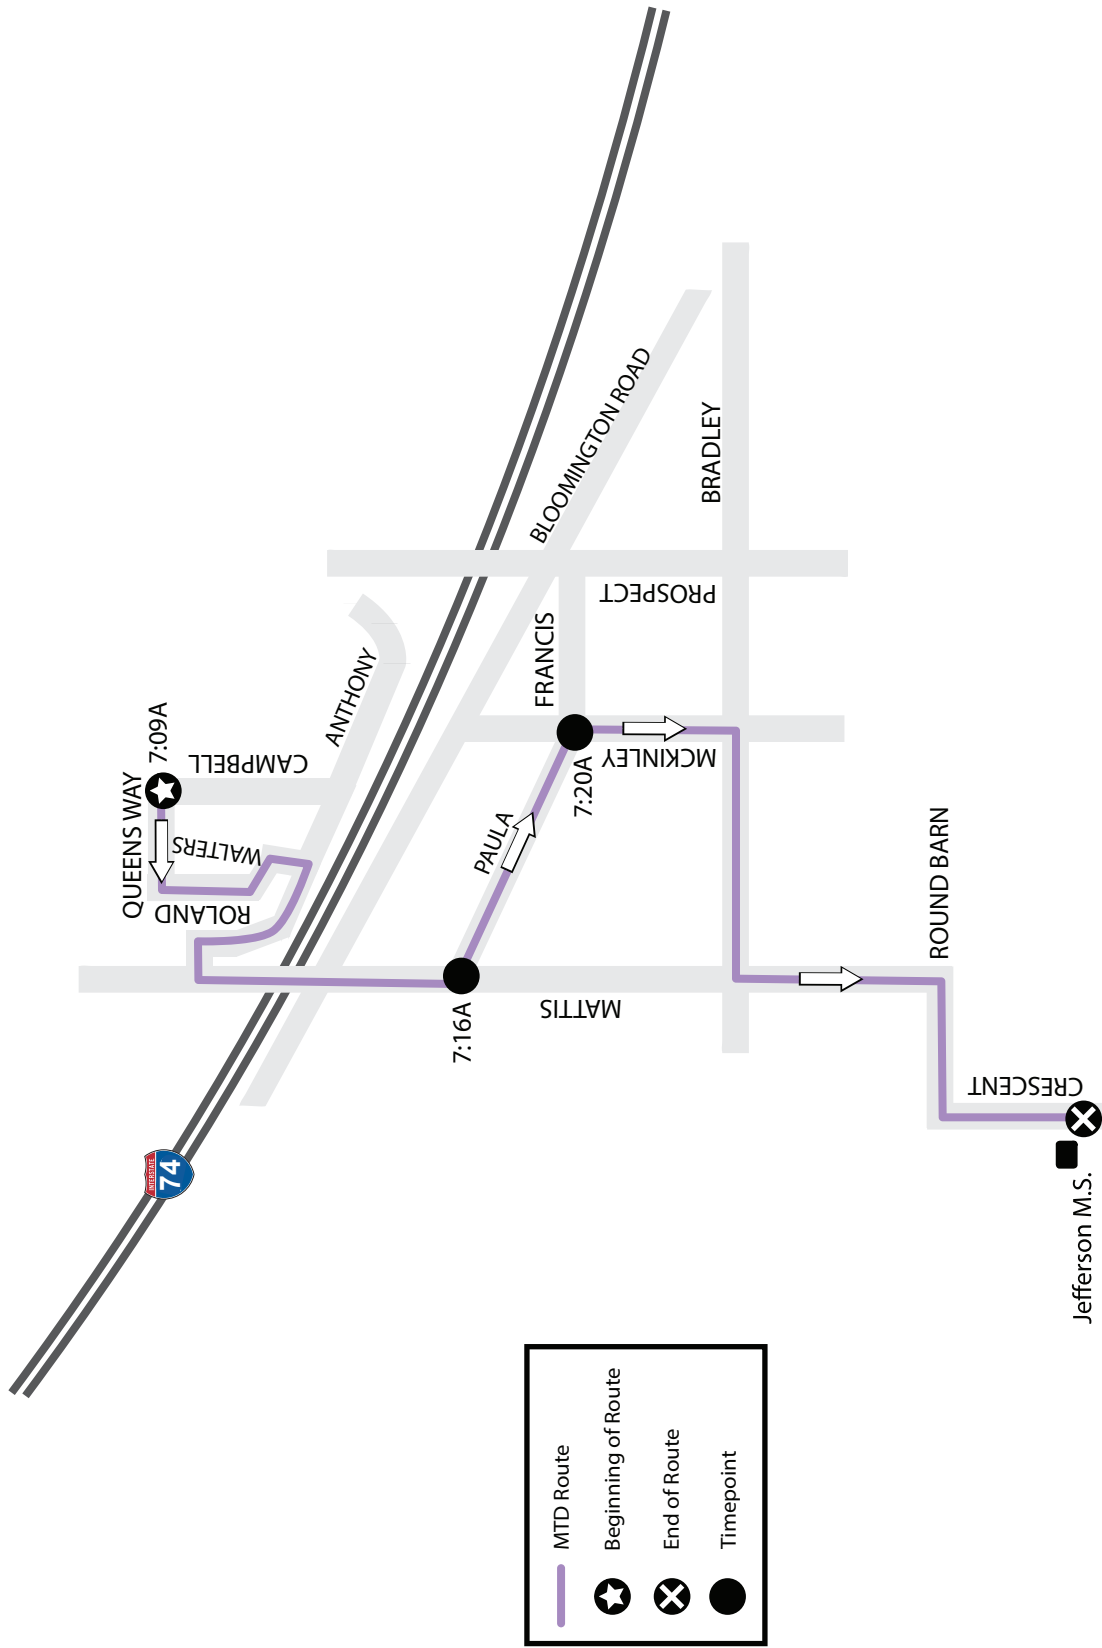 QUEENS WAY
7:09A
CAMPBELL
WALTERS
ROLAND
ANTHONY
INTERSTATE
74
MATTIS
7:16A
PAULA
FRANCIS
7:20A
MCKINLEY
BLOOMINGTON ROAD
PROSPECT
BRADLEY
ROUND BARN
CRESCENT
Jefferson M.S.
MTD Route
Beginning of Route
End of Route
Timepoint